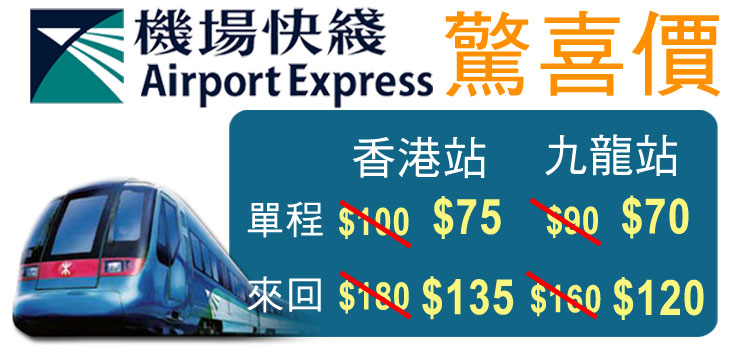 機場快綫
Airport Express
驚喜價
香港站 九龍站
單程 $100 $75 $90 $70
來回 $180 $135 $160 $120